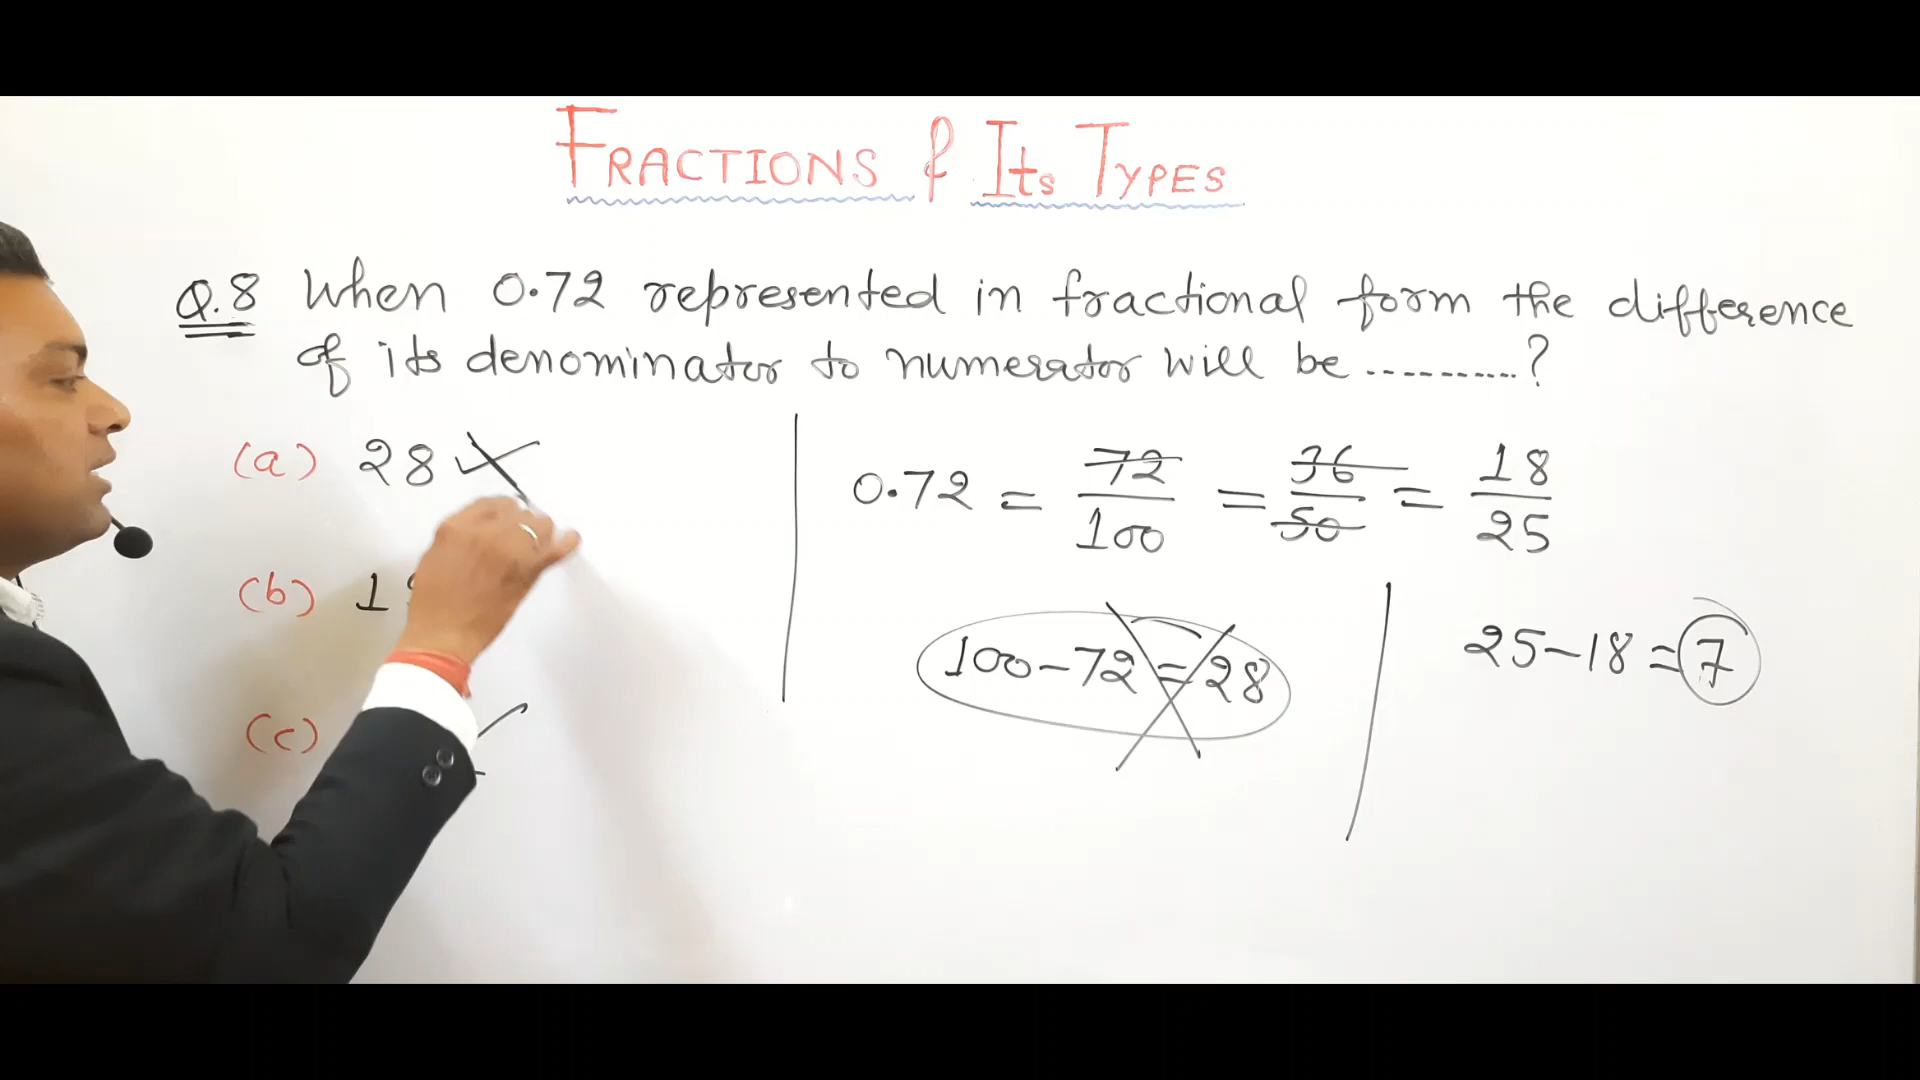 FRACTIONS & ITS TYPES
Q.8 When 0.72 represented in fractional form the difference
of its denominator to numerator will be ..........?
(a) 28
(b)
(c)
0.72 = 72/100 = 36/50 = 18/25
100-72=28
25-18=7